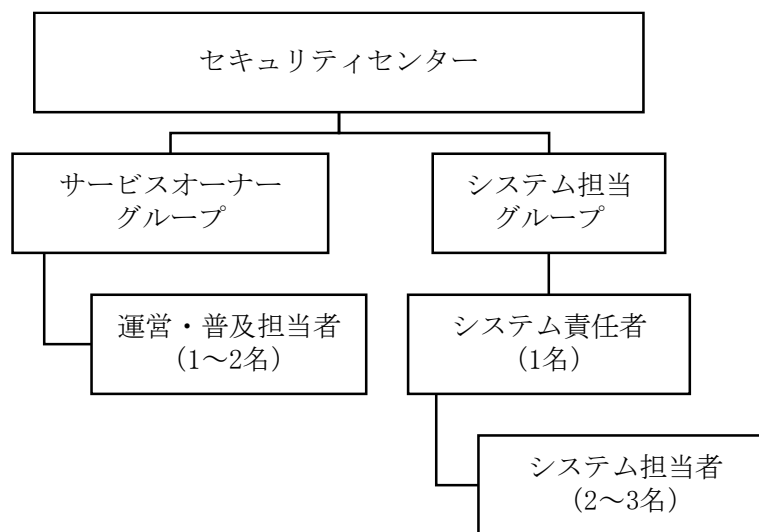 セキュリティセンター
サービスオーナー
グループ
システム担当
グループ
運営・普及担当者
(1～2名)
システム責任者
(1名)
システム担当者
(2～3名)